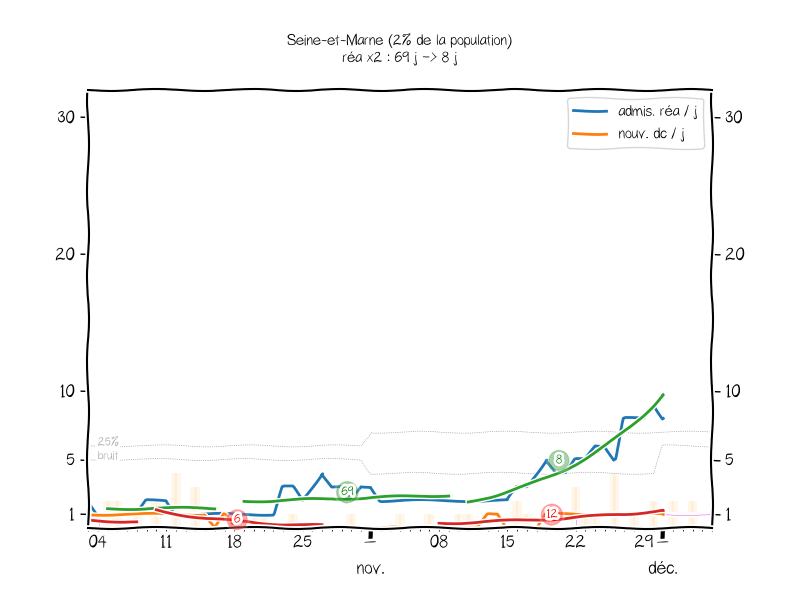 Seine-et-Marne (2% de la population)
réa x2 : 69 j -> 8 j
admis. réa / j
nouv. dc / j
30
30
20
20
10
10
25%
bruit
5
5
69
8
6
12
1
1
04 11 18 25 08 15 22 29
nov. déc.